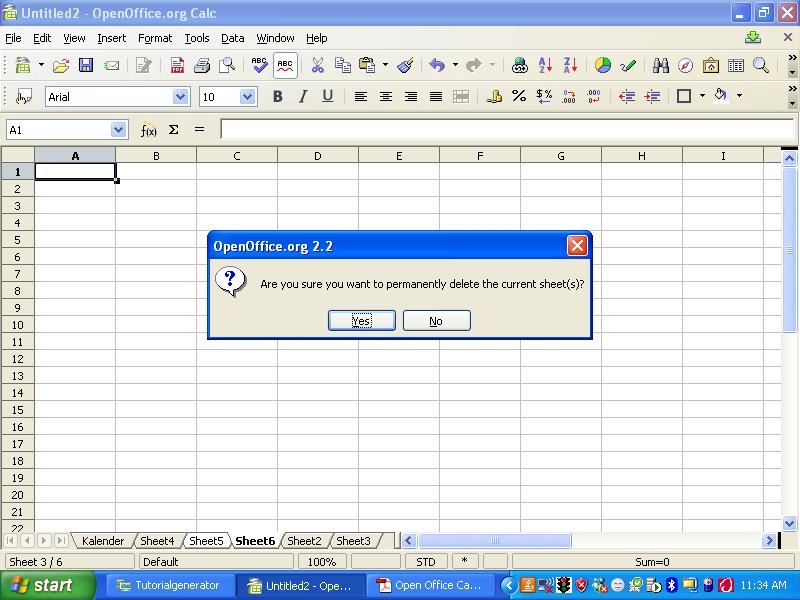 Untitled2 - OpenOffice.org Calc
File Edit View Insert Format Tools Data Window Help
ABC ABC
Arial 10 B I U
A1 f(x) Σ =
A B C D E F G H I
1
2
3
4
5
OpenOffice.org 2.2
6
7
Are you sure you want to permanently delete the current sheet(s)?
8
9
Yes No
10
11
12
13
14
15
16
17
18
19
20
21
22
Kalender Sheet4 Sheet5 Sheet6 Sheet2 Sheet3
Sheet 3 / 6 Default 100% STD * Sum=0
start Tutorialgenerator Untitled2 - Ope... Open Office Ca... 11:34 AM